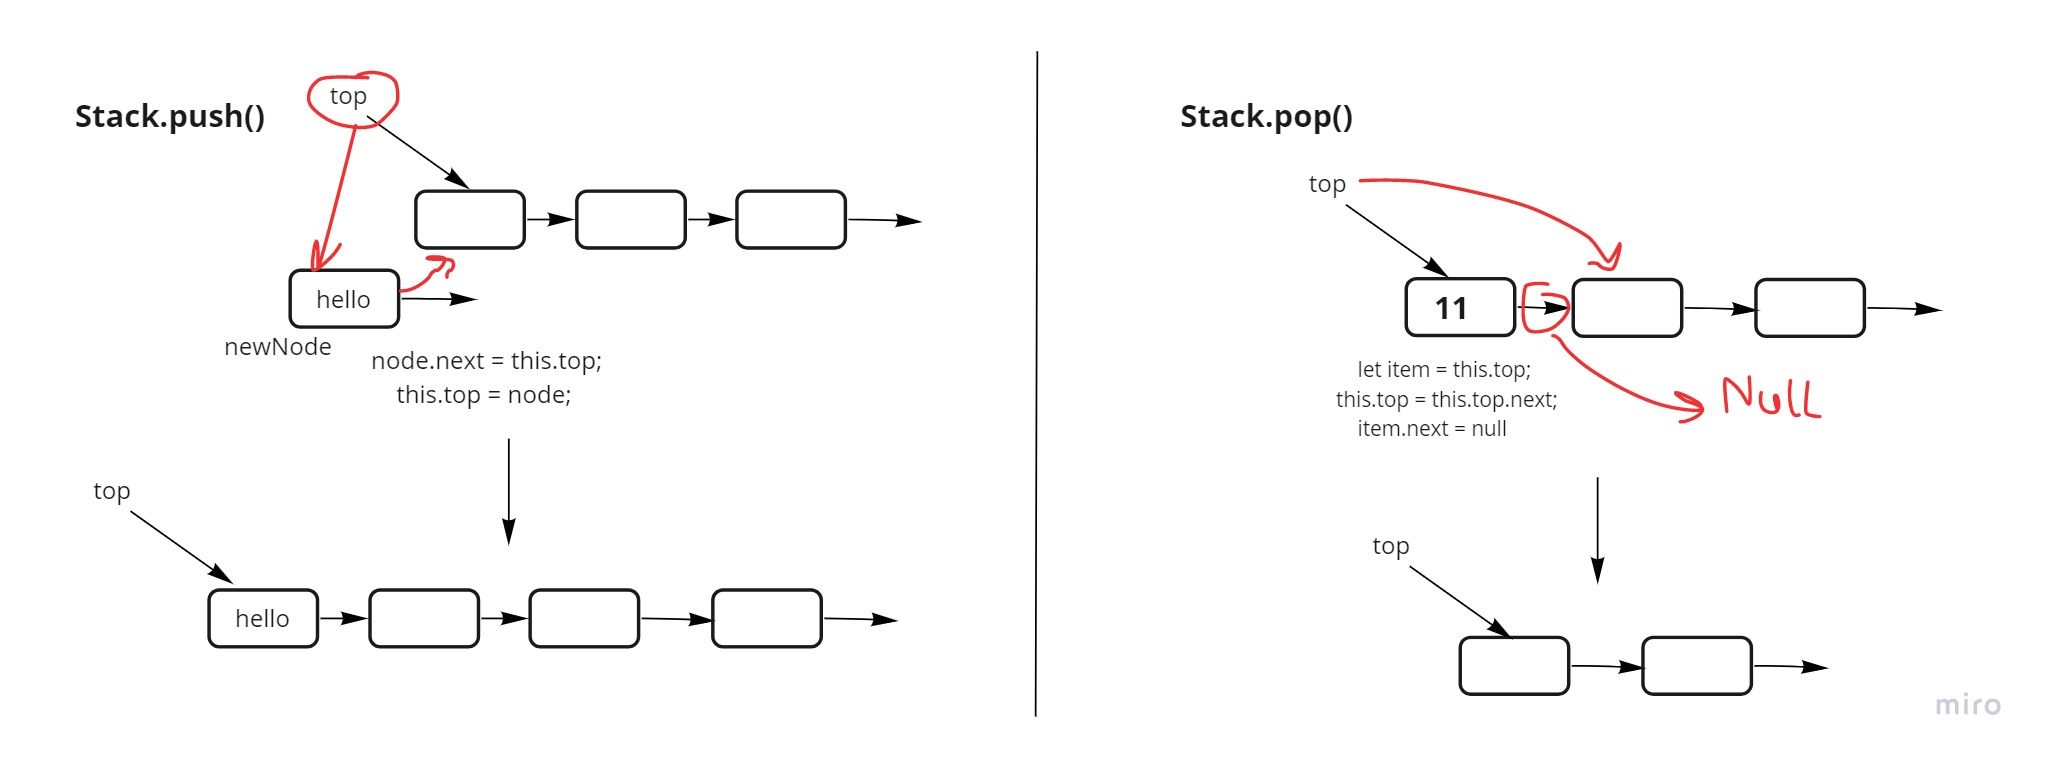 Stack.push()
top
hello
newNode
node.next = this.top;
this.top = node;
top
hello
Stack.pop()
top
11
let item = this.top;
this.top = this.top.next;
item.next = null
Null
top
miro